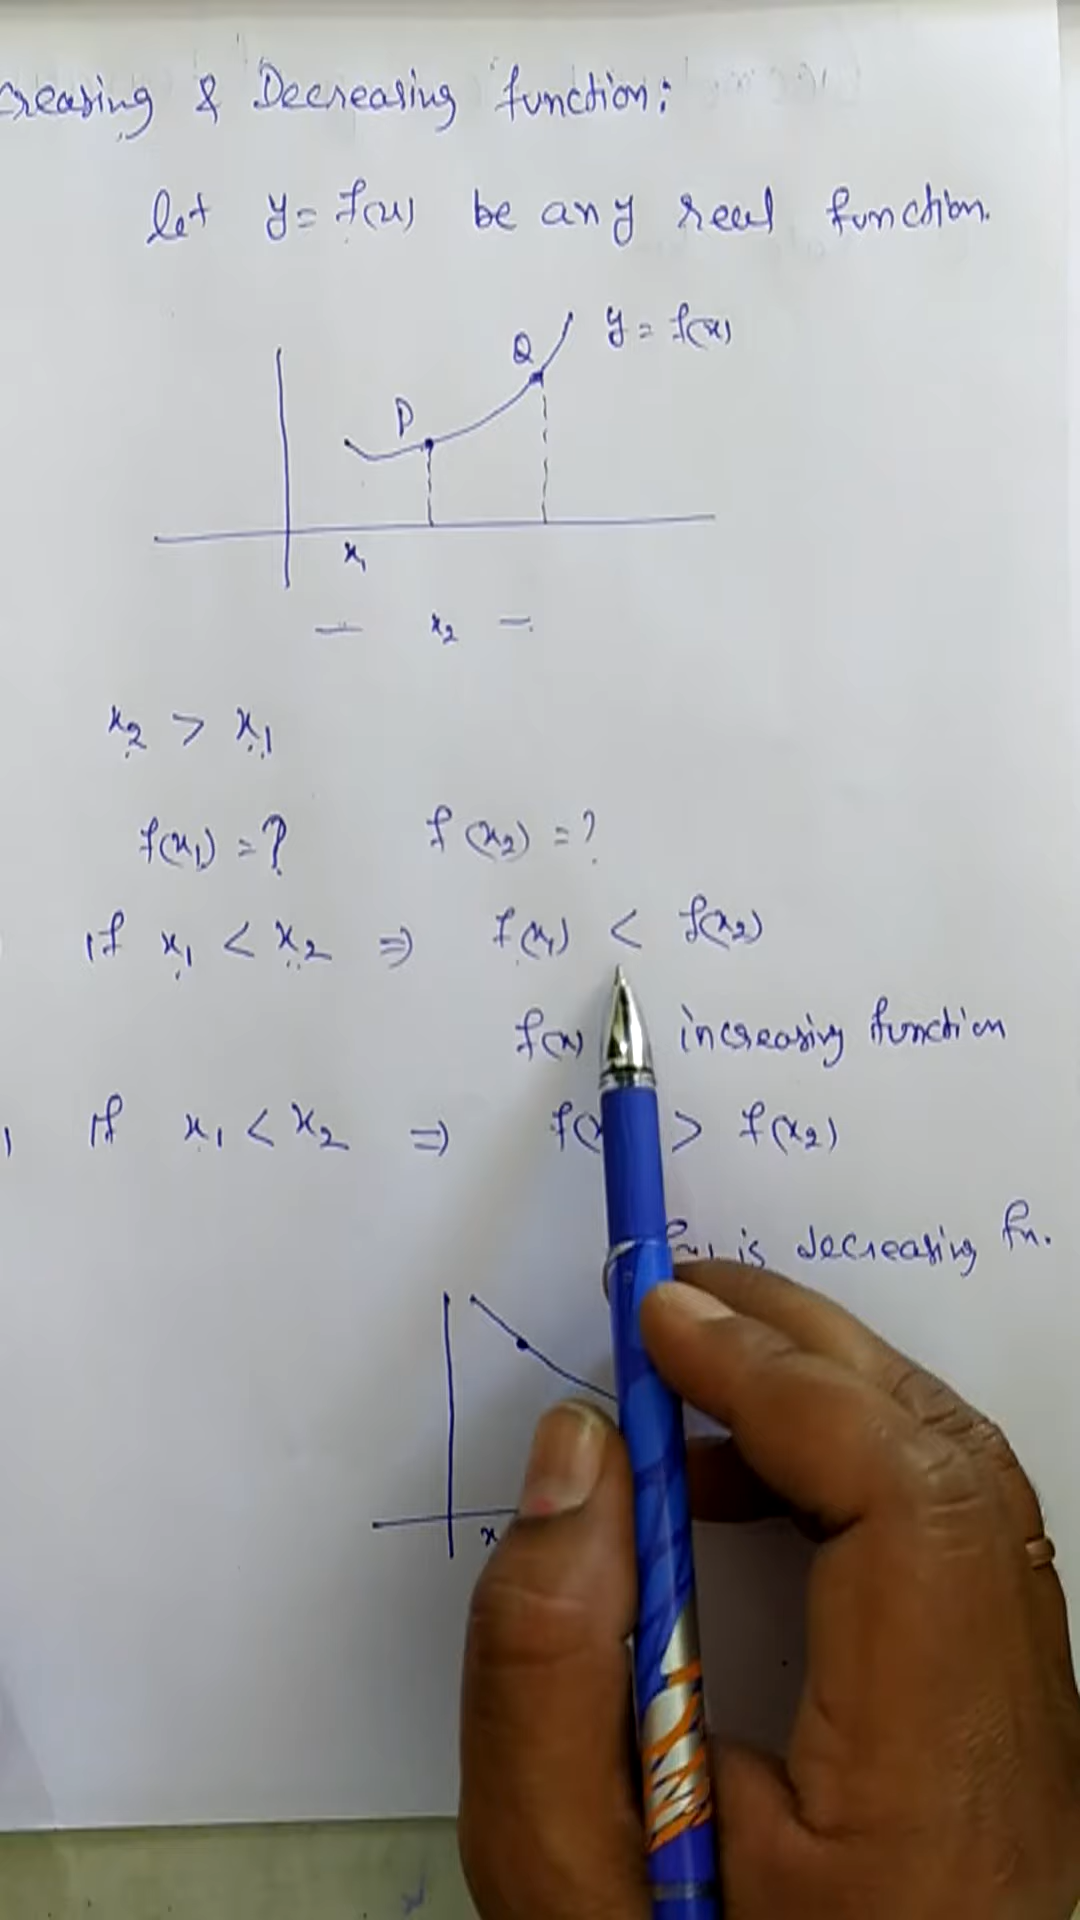 creasing & Decreasing function:
let y = f(x) be any real function.
Q y = f(x)
P
x₁
— x₂ —
x₂ > x₁
f(x₁) = ? f(x₂) = ?
if x₁ < x₂ ⇒ f(x₁) < f(x₂)
f(x) increasing function
if x₁ < x₂ ⇒ f(x > f(x₂)
is decreasing fn.
x